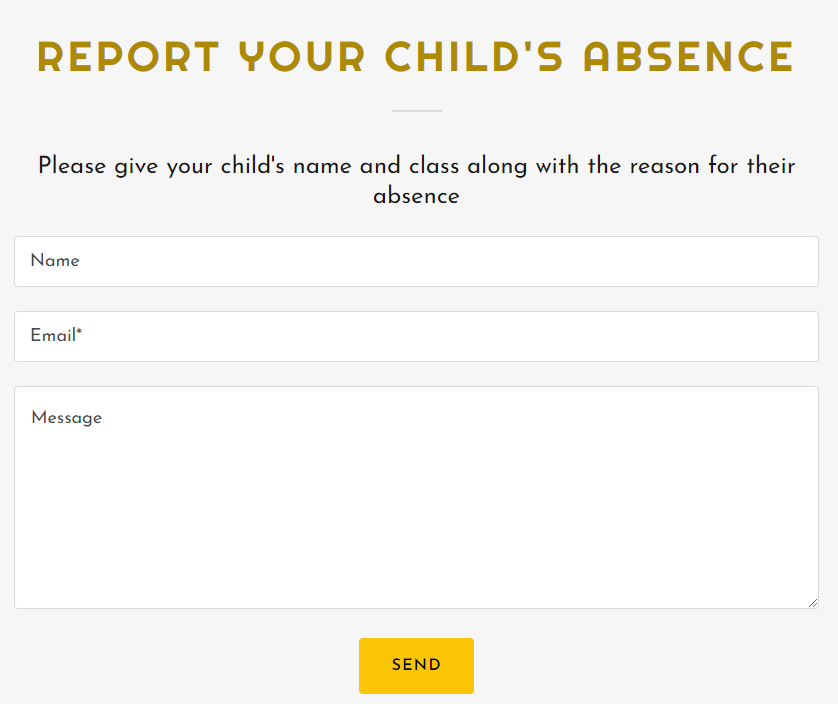 REPORT YOUR CHILD'S ABSENCE
Please give your child's name and class along with the reason for their
absence
Name
Email*
Message
SEND